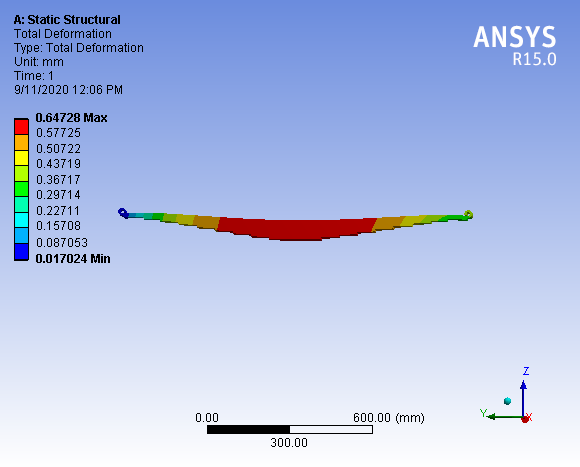 A: Static Structural
Total Deformation
Type: Total Deformation
Unit: mm
Time: 1
9/11/2020 12:06 PM
ANSYS
R15.0
0.64728 Max
0.57725
0.50722
0.43719
0.36717
0.29714
0.22711
0.15708
0.087053
0.017024 Min
Z
Y
X
0.00
600.00 (mm)
300.00